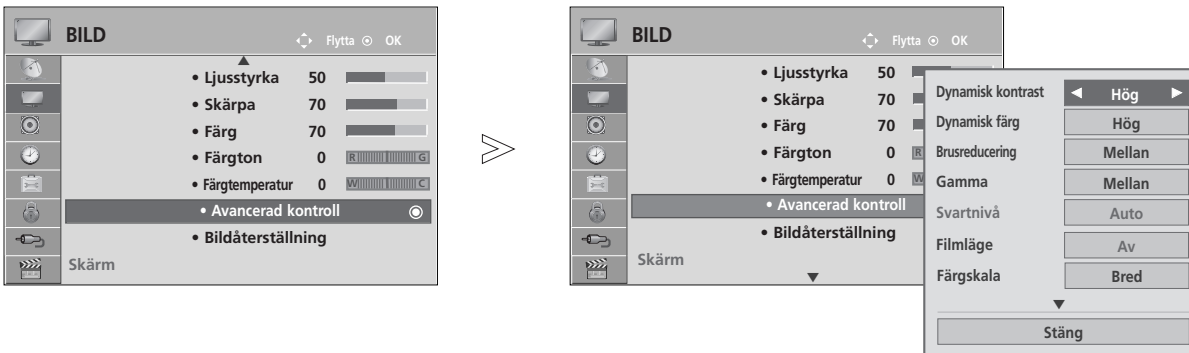 BILD
Flytta OK
• Ljusstyrka 50
• Skärpa 70
• Färg 70
• Färgton 0 R G
• Färgtemperatur 0 W C
• Avancerad kontroll
• Bildåterställning
Skärm
BILD
Flytta OK
• Ljusstyrka 50
• Skärpa 70
• Färg 70
• Färgton 0 R
• Färgtemperatur 0 W
• Avancerad kontroll
• Bildåterställning
Skärm
Dynamisk kontrast Hög
Dynamisk färg Hög
Brusreducering Mellan
Gamma Mellan
Svartnivå Auto
Filmläge Av
Färgskala Bred
Stäng